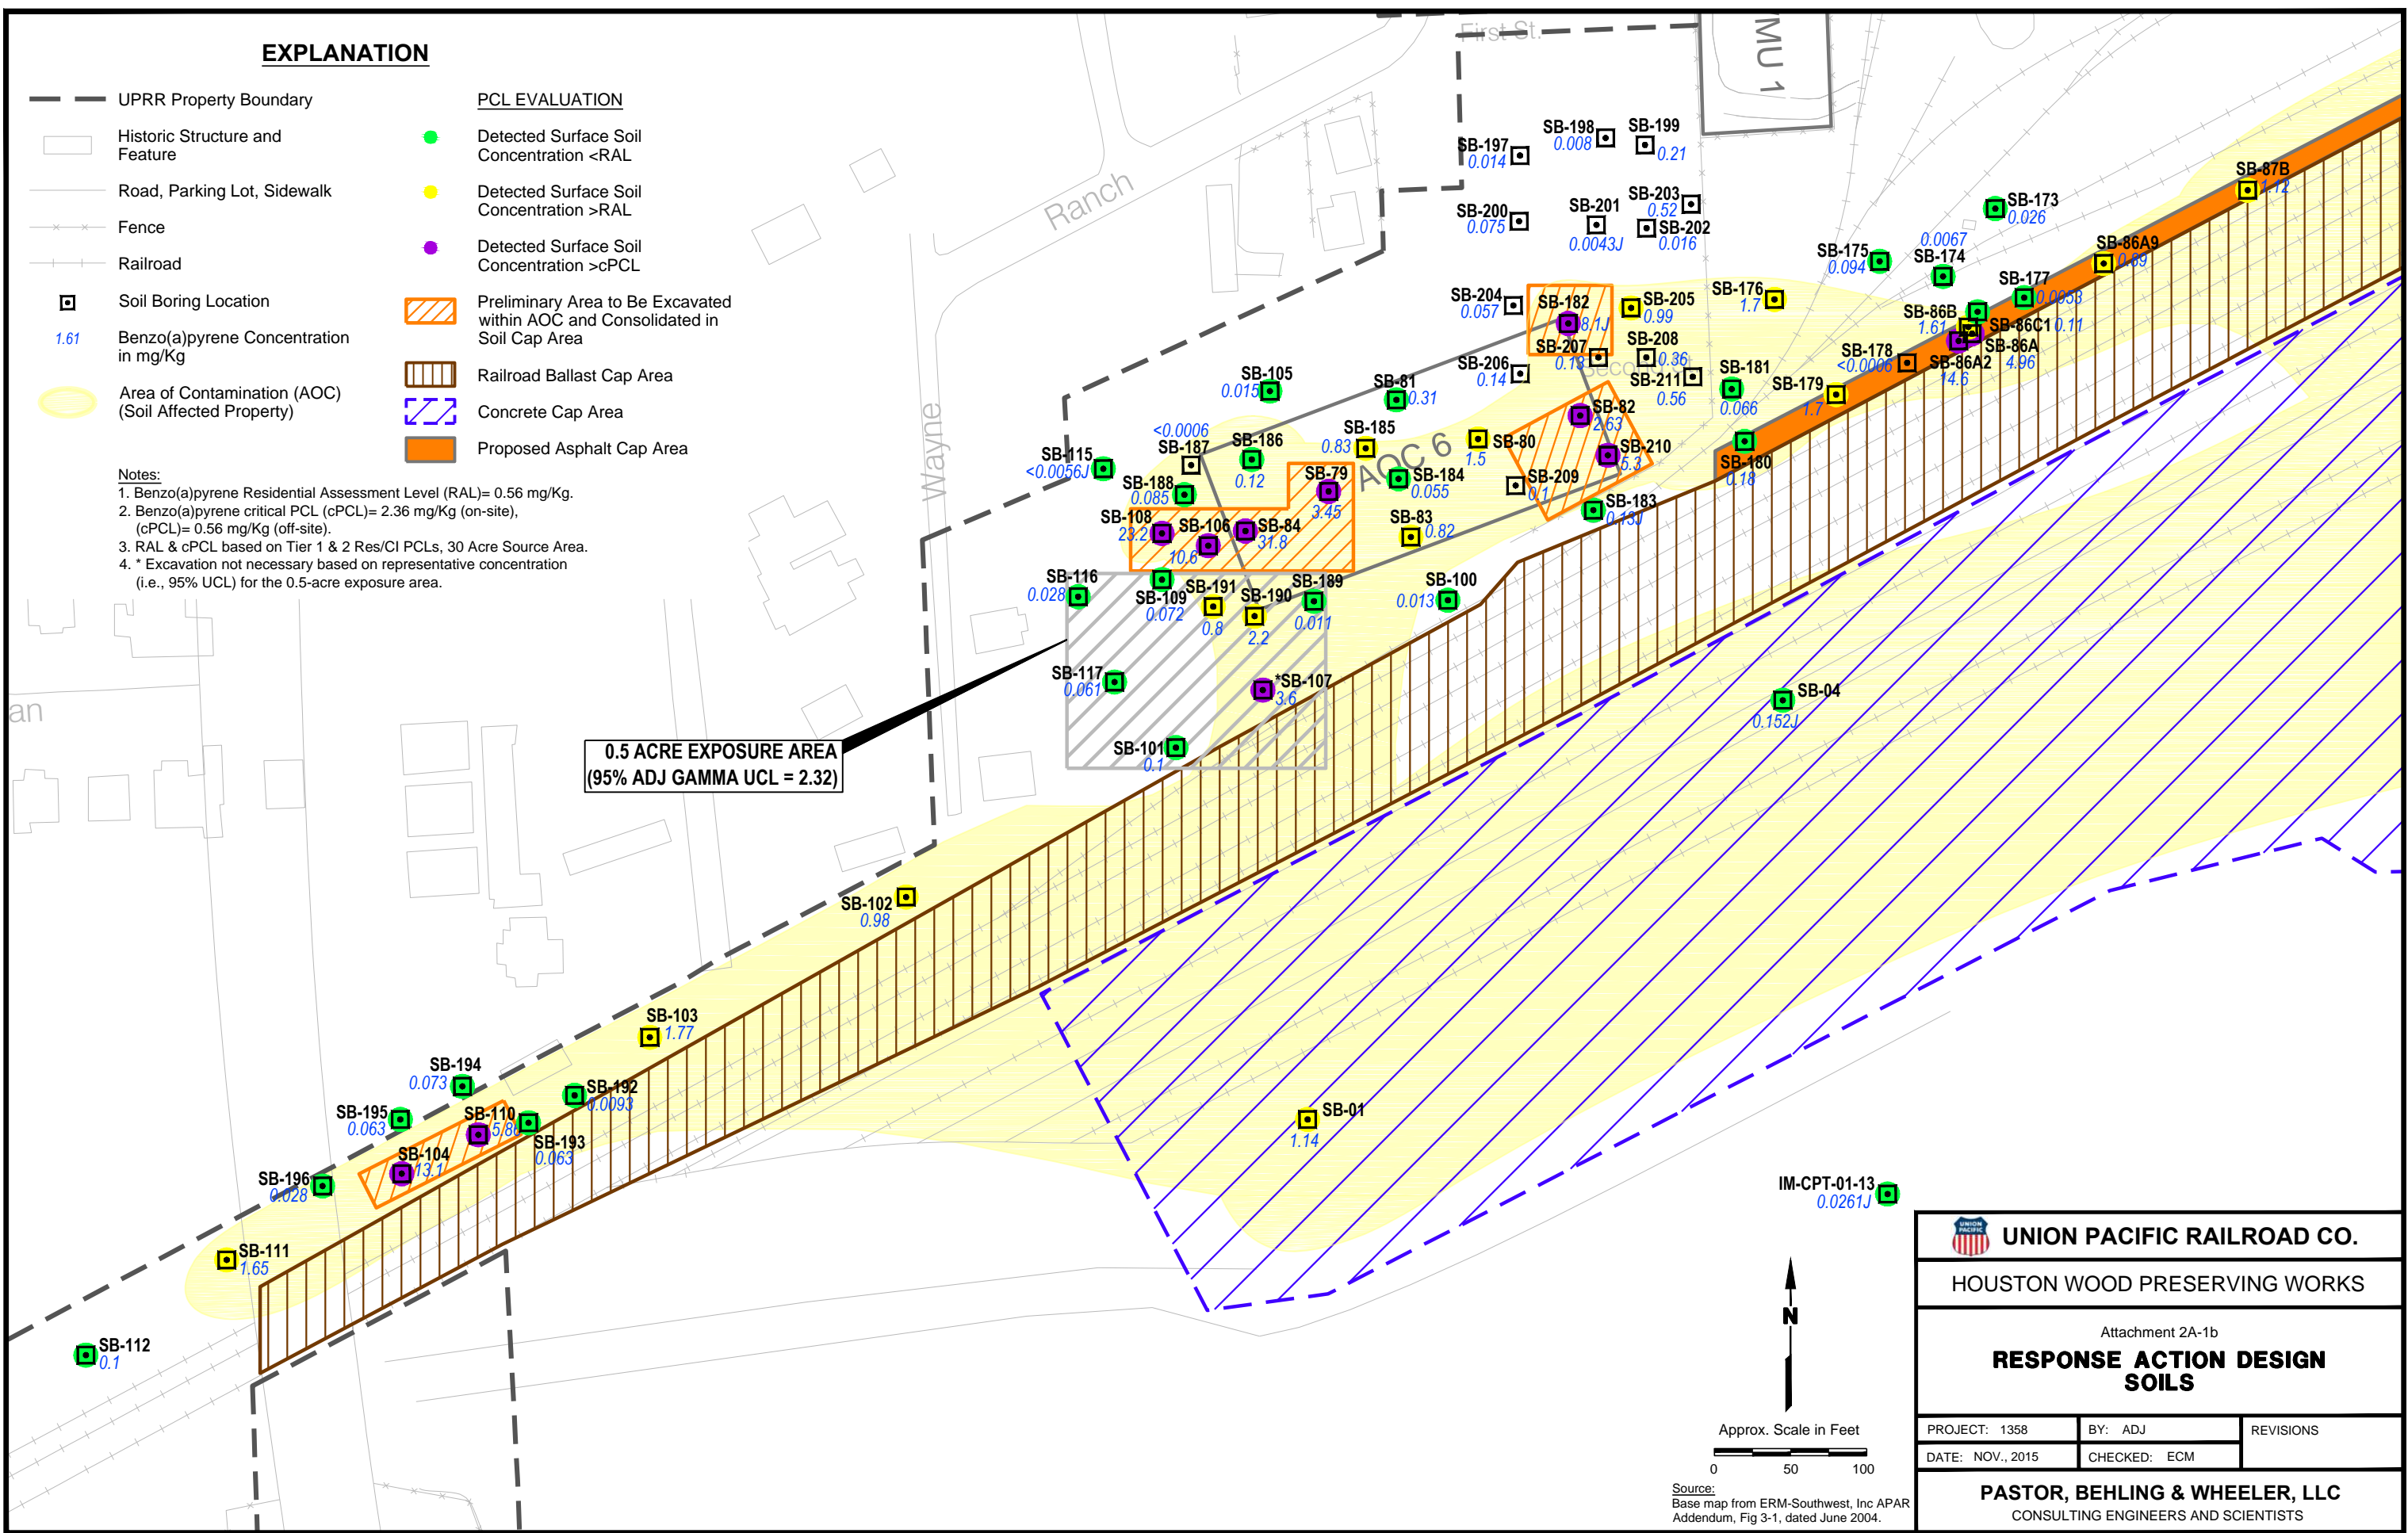 EXPLANATION
UPRR Property Boundary
Historic Structure and
Feature
Road, Parking Lot, Sidewalk
Fence
Railroad
Soil Boring Location
1.61
Benzo(a)pyrene Concentration
in mg/Kg
Area of Contamination (AOC)
(Soil Affected Property)
PCL EVALUATION
Detected Surface Soil
Concentration <RAL
Detected Surface Soil
Concentration >RAL
Detected Surface Soil
Concentration >cPCL
Preliminary Area to Be Excavated
within AOC and Consolidated in
Soil Cap Area
Railroad Ballast Cap Area
Concrete Cap Area
Proposed Asphalt Cap Area
Notes:
1. Benzo(a)pyrene Residential Assessment Level (RAL)= 0.56 mg/Kg.
2. Benzo(a)pyrene critical PCL (cPCL)= 2.36 mg/Kg (on-site),
(cPCL)= 0.56 mg/Kg (off-site).
3. RAL & cPCL based on Tier 1 & 2 Res/CI PCLs, 30 Acre Source Area.
4. * Excavation not necessary based on representative concentration
(i.e., 95% UCL) for the 0.5-acre exposure area.
First St.
MU 1
Ranch
Wayne
Second
AOC 6
an
SB-197
0.014
SB-198
0.008
SB-199
0.21
SB-200
0.075
SB-201
0.0043J
SB-203
0.52
SB-202
0.016
SB-87B
1.12
SB-173
0.026
SB-175
0.094
0.0067
SB-174
SB-86A9
0.89
SB-177
0.0053
SB-204
0.057
SB-182
8.1J
SB-205
0.99
SB-176
1.7
SB-86B
1.61
SB-86C1
0.11
SB-86A
4.96
SB-86A2
14.6
SB-178
<0.0006
SB-207
0.13
SB-208
0.36
SB-206
0.14
SB-211
0.56
SB-181
0.066
SB-179
1.7
SB-105
0.015
SB-81
0.31
SB-82
2.63
SB-185
0.83
SB-80
1.5
SB-210
5.3
SB-180
0.18
<0.0006
SB-187
SB-186
0.12
SB-115
<0.0056J
SB-188
0.085
SB-79
3.45
SB-184
0.055
SB-209
0.1
SB-183
0.13J
SB-108
23.2
SB-106
10.6
SB-84
31.8
SB-83
0.82
SB-116
0.028
SB-109
0.072
SB-191
0.8
SB-190
2.2
SB-189
0.011
SB-100
0.013
SB-117
0.061
*SB-107
3.6
SB-04
0.152J
SB-101
0.1
0.5 ACRE EXPOSURE AREA
(95% ADJ GAMMA UCL = 2.32)
SB-102
0.98
SB-103
1.77
SB-194
0.073
SB-192
0.0093
SB-195
0.063
SB-110
5.86
SB-193
0.063
SB-104
13.1
SB-196
0.028
SB-01
1.14
SB-111
1.65
SB-112
0.1
IM-CPT-01-13
0.0261J
N
Approx. Scale in Feet
0 50 100
Source:
Base map from ERM-Southwest, Inc APAR
Addendum, Fig 3-1, dated June 2004.
UNION PACIFIC
UNION PACIFIC RAILROAD CO.
HOUSTON WOOD PRESERVING WORKS
Attachment 2A-1b
RESPONSE ACTION DESIGN
SOILS
PROJECT: 1358
BY: ADJ
REVISIONS
DATE: NOV., 2015
CHECKED: ECM
PASTOR, BEHLING & WHEELER, LLC
CONSULTING ENGINEERS AND SCIENTISTS